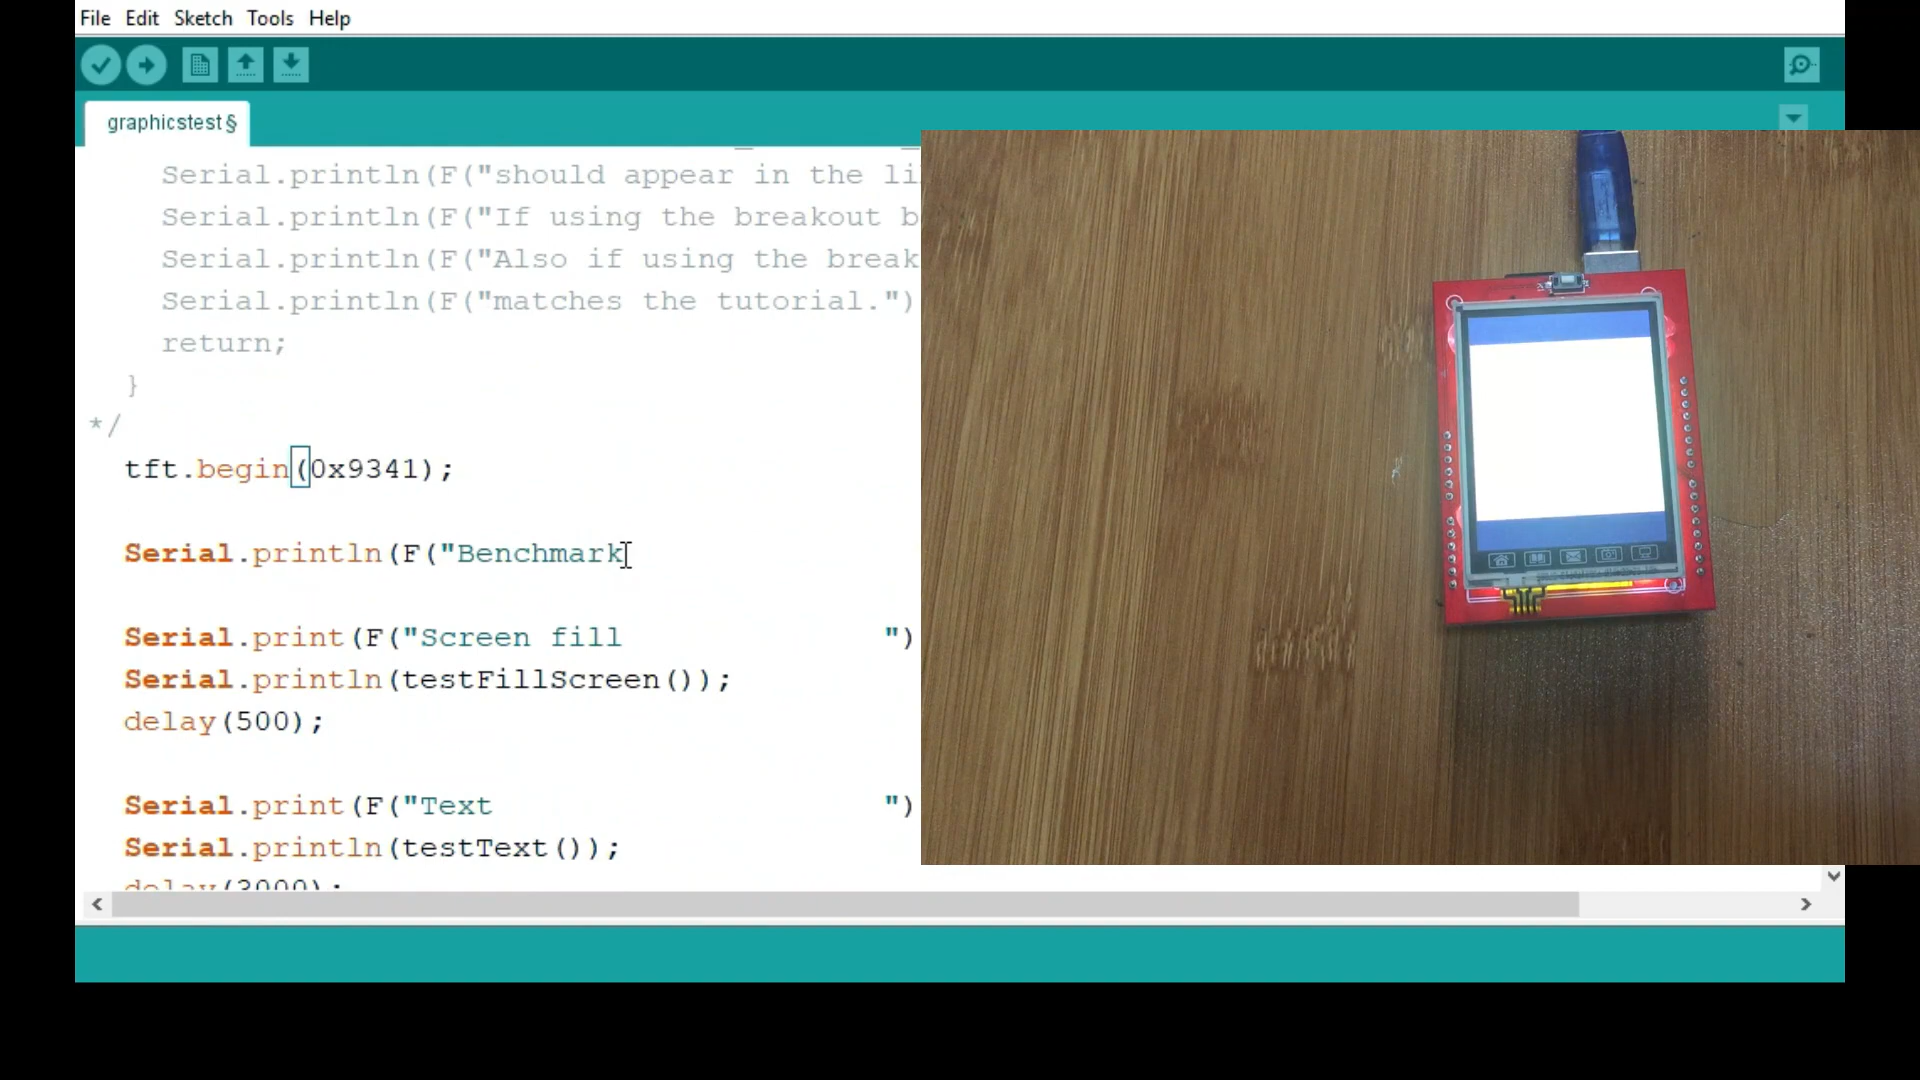 File Edit Sketch Tools Help
graphicstest §
Serial.println(F("should appear in the li
Serial.println(F("If using the breakout b
Serial.println(F("Also if using the break
Serial.println(F("matches the tutorial.")
return;
}
*/
tft.begin(0x9341);
Serial.println(F("Benchmark
Serial.print(F("Screen fill ")
Serial.println(testFillScreen());
delay(500);
Serial.print(F("Text ")
Serial.println(testText());
delay(3000);